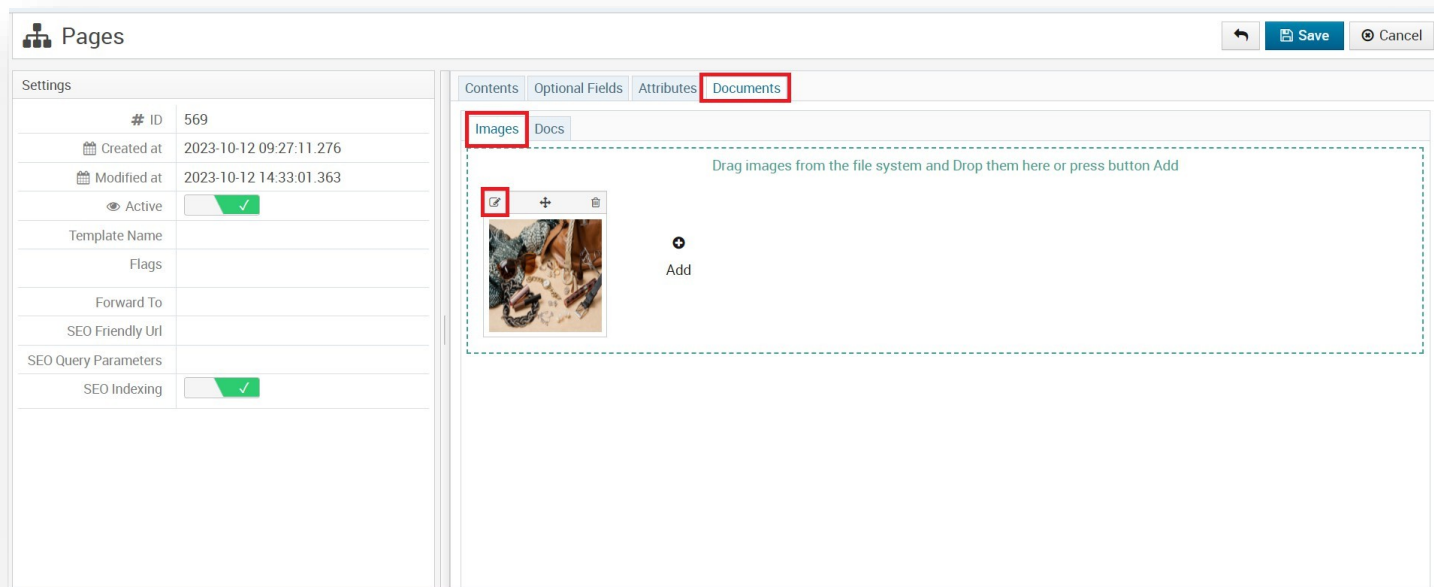 Pages
Save
Cancel
Settings
ID 569
Created at 2023-10-12 09:27:11.276
Modified at 2023-10-12 14:33:01.363
Active
Template Name
Flags
Forward To
SEO Friendly Url
SEO Query Parameters
SEO Indexing
Contents Optional Fields Attributes Documents
Images Docs
Drag images from the file system and Drop them here or press button Add
Add